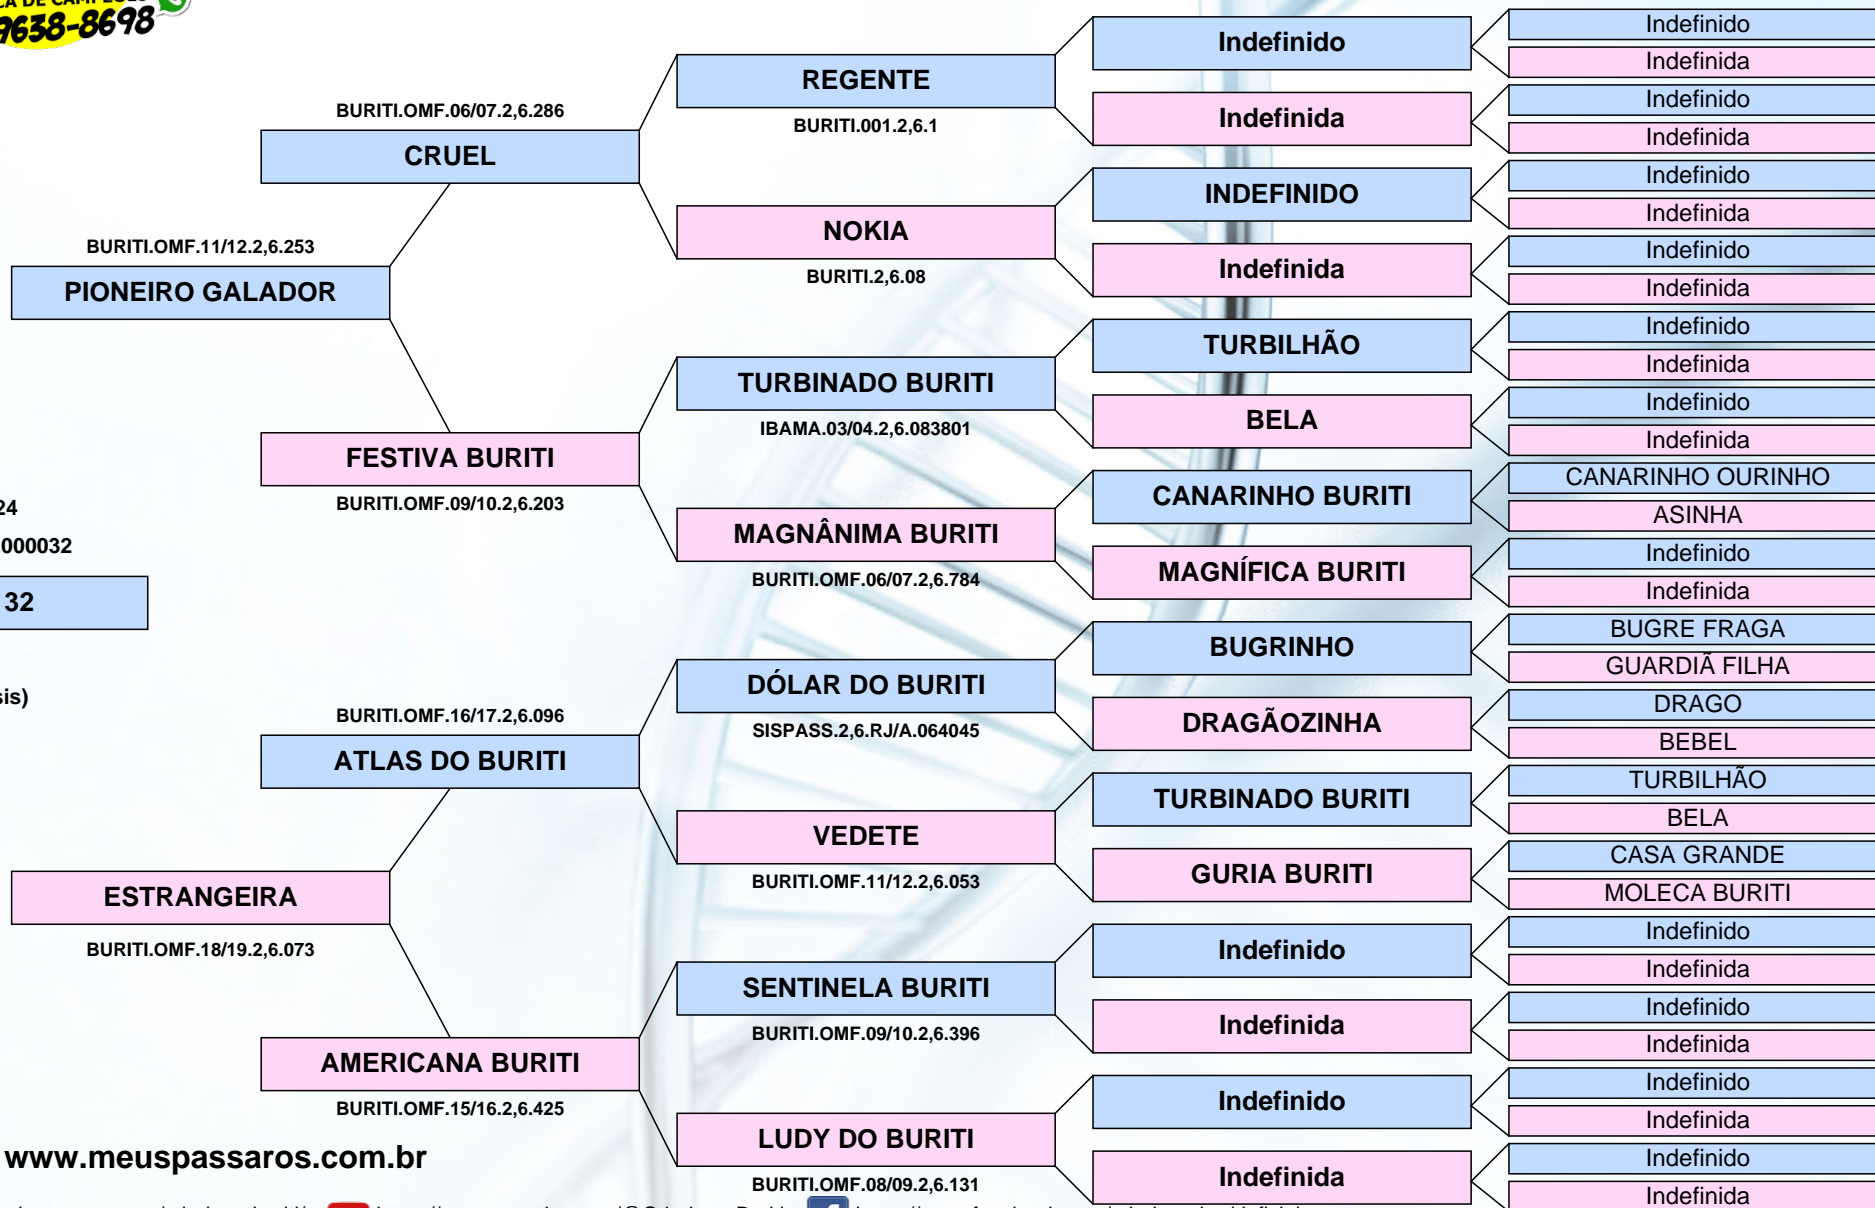 9638-8698
BURITI.OMF.06/07.2,6.286
CRUEL
BURITI.OMF.11/12.2,6.253
PIONEIRO GALADOR
FESTIVA BURITI
BURITI.OMF.09/10.2,6.203
24
000032
32
sis)
BURITI.OMF.16/17.2,6.096
ATLAS DO BURITI
ESTRANGEIRA
BURITI.OMF.18/19.2,6.073
AMERICANA BURITI
BURITI.OMF.15/16.2,6.425
www.meuspassaros.com.br
REGENTE
BURITI.001.2,6.1
NOKIA
BURITI.2,6.08
TURBINADO BURITI
IBAMA.03/04.2,6.083801
MAGNÂNIMA BURITI
BURITI.OMF.06/07.2,6.784
DÓLAR DO BURITI
SISPASS.2,6.RJ/A.064045
VEDETE
BURITI.OMF.11/12.2,6.053
SENTINELA BURITI
BURITI.OMF.09/10.2,6.396
LUDY DO BURITI
BURITI.OMF.08/09.2,6.131
Indefinido
Indefinida
INDEFINIDO
Indefinida
TURBILHÃO
BELA
CANARINHO BURITI
MAGNÍFICA BURITI
BUGRINHO
DRAGÃOZINHA
TURBINADO BURITI
GURIA BURITI
Indefinido
Indefinida
Indefinido
Indefinida
Indefinido
Indefinida
Indefinido
Indefinida
Indefinido
Indefinida
Indefinido
Indefinida
Indefinido
Indefinida
Indefinido
Indefinida
CANARINHO OURINHO
ASINHA
Indefinido
Indefinida
BUGRE FRAGA
GUARDIÃ FILHA
DRAGO
BEBEL
TURBILHÃO
BELA
CASA GRANDE
MOLECA BURITI
Indefinido
Indefinida
Indefinido
Indefinida
Indefinido
Indefinida
Indefinido
Indefinida